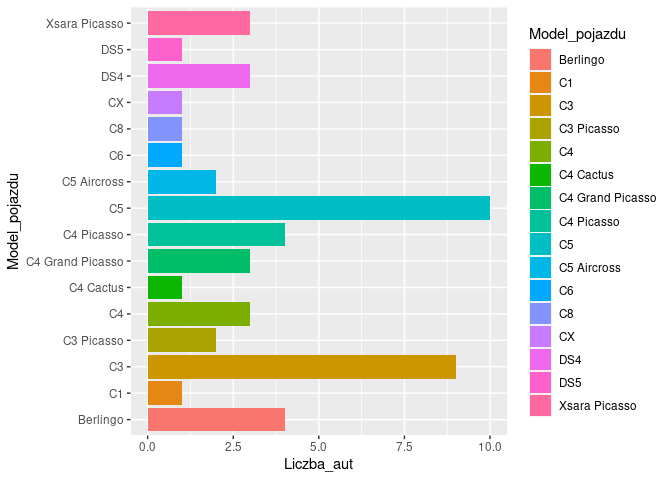 Xsara Picasso
DS5
DS4
CX
C8
C6
C5 Aircross
C5
C4 Picasso
C4 Grand Picasso
C4 Cactus
C4
C3 Picasso
C3
C1
Berlingo
Model_pojazdu
0.0 2.5 5.0 7.5 10.0
Liczba_aut
Model_pojazdu
Berlingo
C1
C3
C3 Picasso
C4
C4 Cactus
C4 Grand Picasso
C4 Picasso
C5
C5 Aircross
C6
C8
CX
DS4
DS5
Xsara Picasso